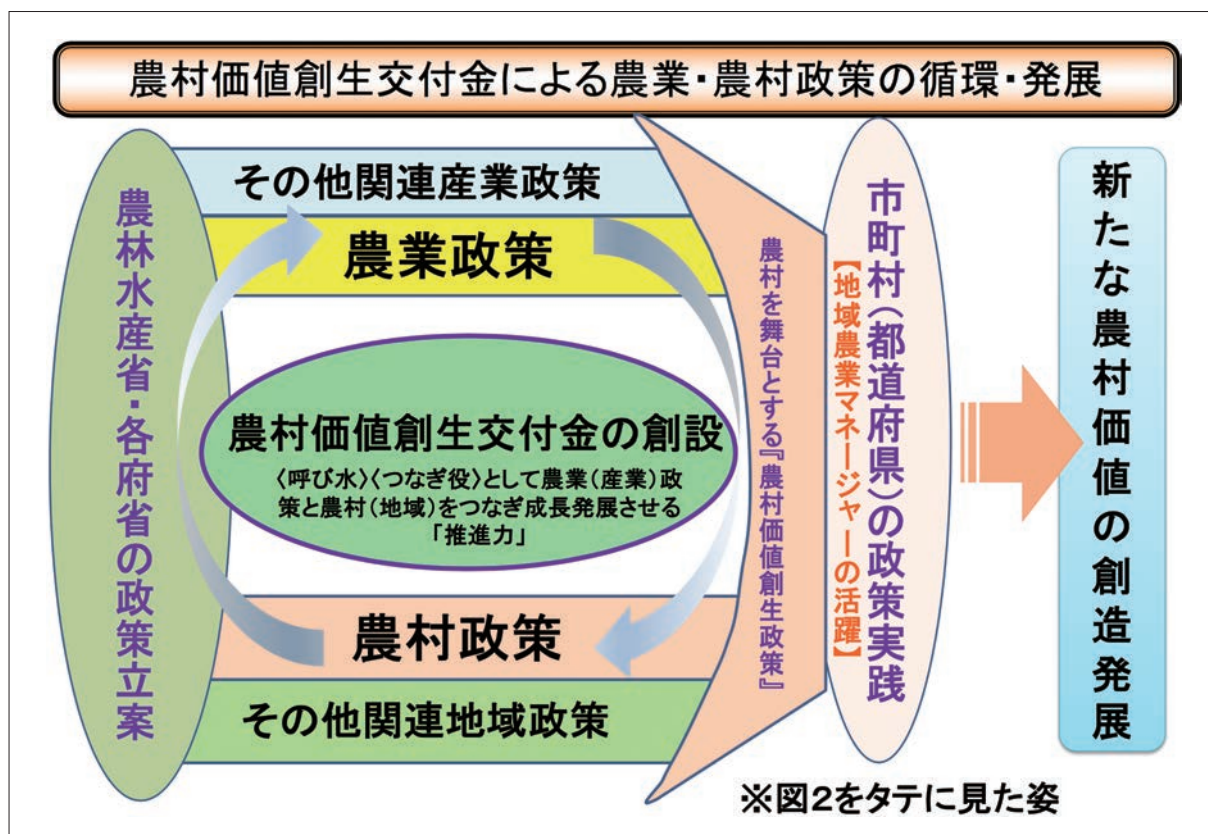 農村価値創生交付金による農業・農村政策の循環・発展
農林水産省・各府省の政策立案
その他関連産業政策
農業政策
農村価値創生交付金の創設
〈呼び水〉〈つなぎ役〉として農業(産業)政
策と農村(地域)をつなぎ成長発展させる
「推進力」
農村政策
その他関連地域政策
農村を舞台とする『農村価値創生政策』
市町村(都道府県)の政策実践
【地域農業マネージャーの活躍】
新たな農村価値の創造発展
※図2をタテに見た姿